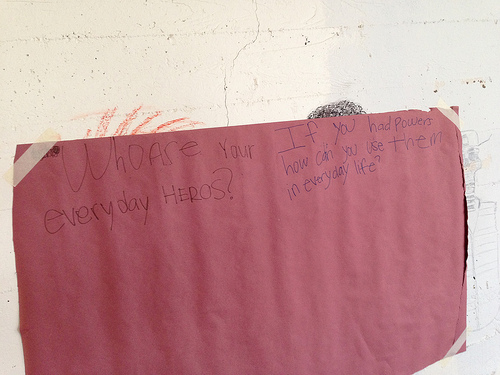 Who Are Your
everyday HEROS?
If you had powers
how can you use them
in everyday life?